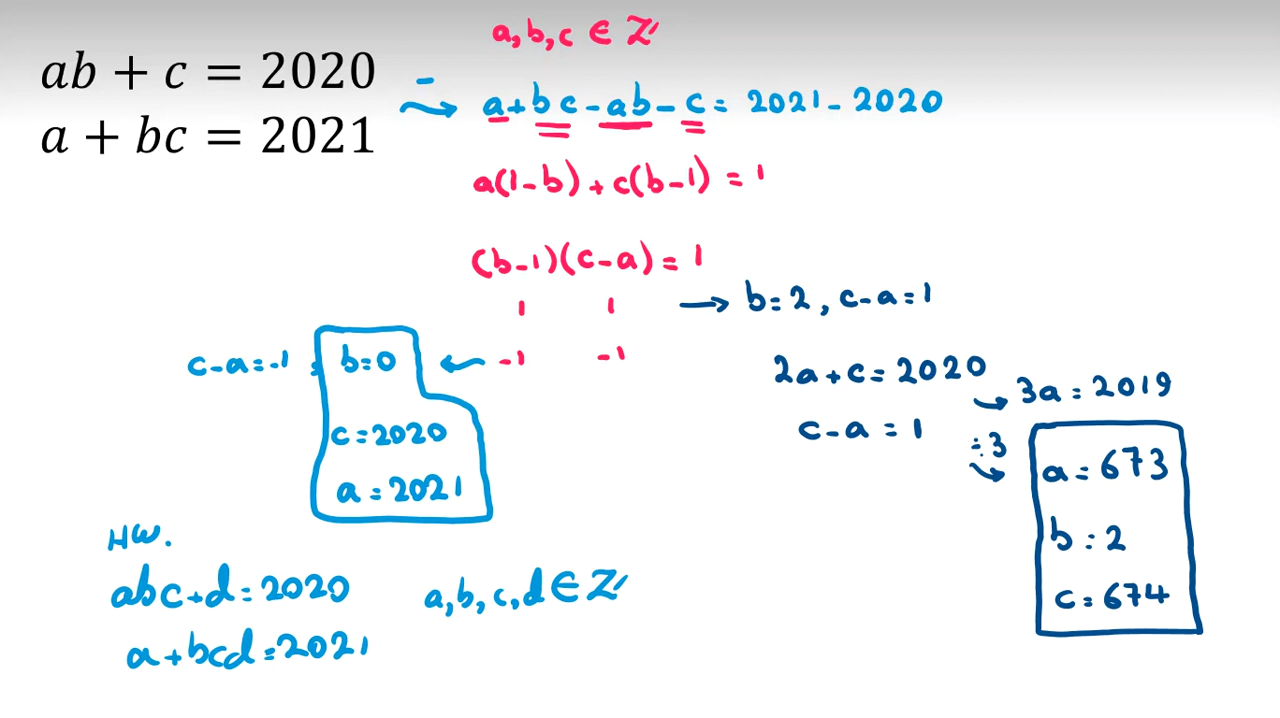 a, b, c ∈ ℤ
ab + c = 2020
a + bc = 2021
-
a + bc - ab - c = 2021 - 2020
a(1-b) + c(b-1) = 1
(b-1)(c-a) = 1
1 1 → b = 2, c-a = 1
-1 -1
c-a = -1 : b = 0
c = 2020
a = 2021
2a + c = 2020
c - a = 1
3a = 2019
÷3
a = 673
b = 2
c = 674
HW.
abc + d = 2020
a, b, c, d ∈ ℤ
a + bcd = 2021